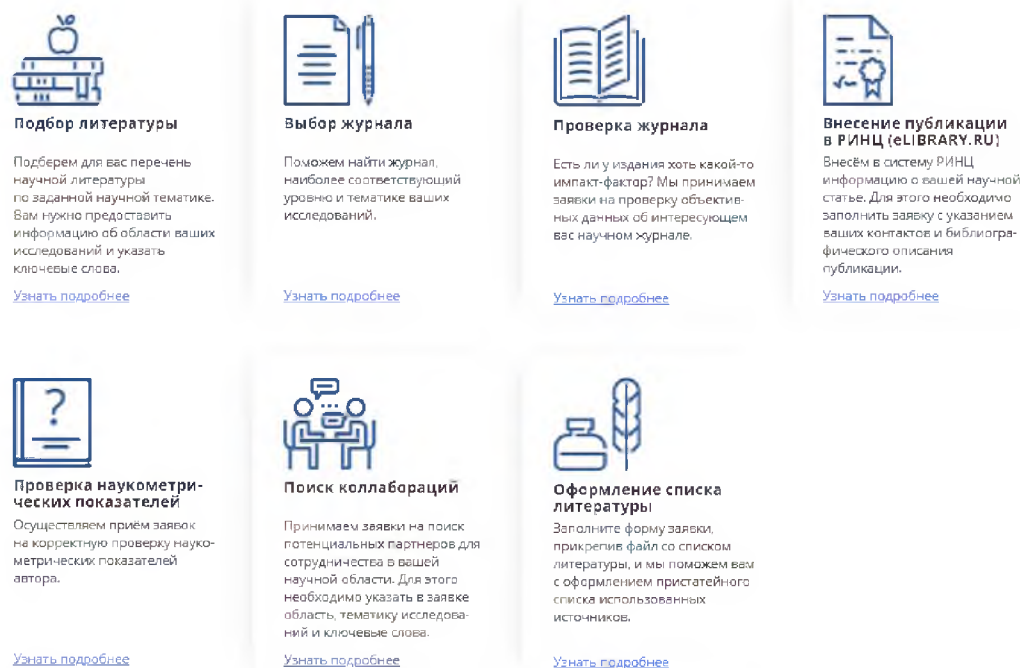 Подбор литературы
Подберем для вас перечень
научной литературы
по заданной научной тематике.
Вам нужно предоставить
информацию об области ваших
исследований и указать
ключевые слова.
Узнать подробнее
Выбор журнала
Поможем найти журнал,
наиболее соответствующий
уровню и тематике ваших
исследований.
Узнать подробнее
Проверка журнала
Есть ли у издания хоть какой-то
импакт-фактор? Мы принимаем
заявки на проверку объектив-
ных данных об интересующем
вас научном журнале.
Узнать подробнее
Внесение публикации
в РИНЦ (eLIBRARY.RU)
Внесём в систему РИНЦ
информацию о вашей научной
статье. Для этого необходимо
заполнить заявку с указанием
ваших контактов и библиогра-
фического описания
публикации.
Узнать подробнее
?
Проверка наукометри-
ческих показателей
Осуществляем приём заявок
на корректную проверку науко-
метрических показателей
автора.
Узнать подробнее
Поиск коллабораций
Принимаем заявки на поиск
потенциальных партнеров для
сотрудничества в вашей
научной области. Для этого
необходимо указать в заявке
область, тематику исследова-
ний и ключевые слова.
Узнать подробнее
Оформление списка
литературы
Заполните форму заявки,
прикрепив файл со списком
литературы, и мы поможем вам
с оформлением пристатейного
списка использованных
источников.
Узнать подробнее